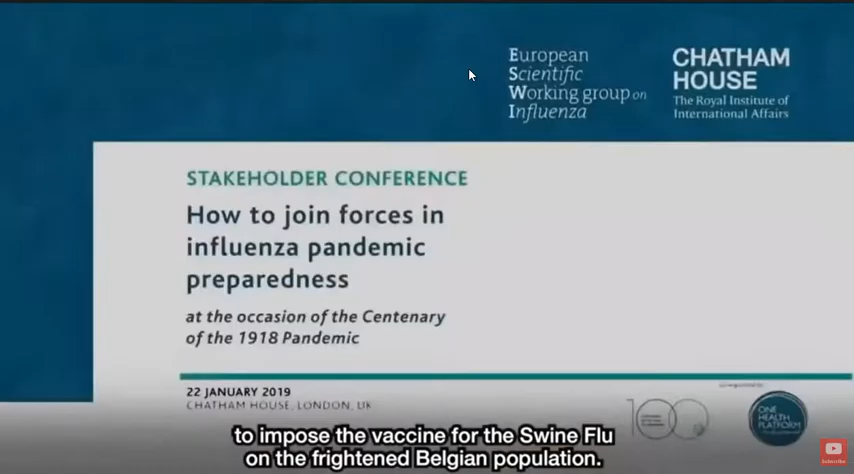 European
Scientific
Working group on
Influenza
CHATHAM
HOUSE
The Royal Institute of
International Affairs
STAKEHOLDER CONFERENCE
How to join forces in
influenza pandemic
preparedness
at the occasion of the Centenary
of the 1918 Pandemic
22 JANUARY 2019
CHATHAM HOUSE, LONDON, UK
100
ONE
HEALTH
PLATFORM
to impose the vaccine for the Swine Flu
on the frightened Belgian population.
Subscribe